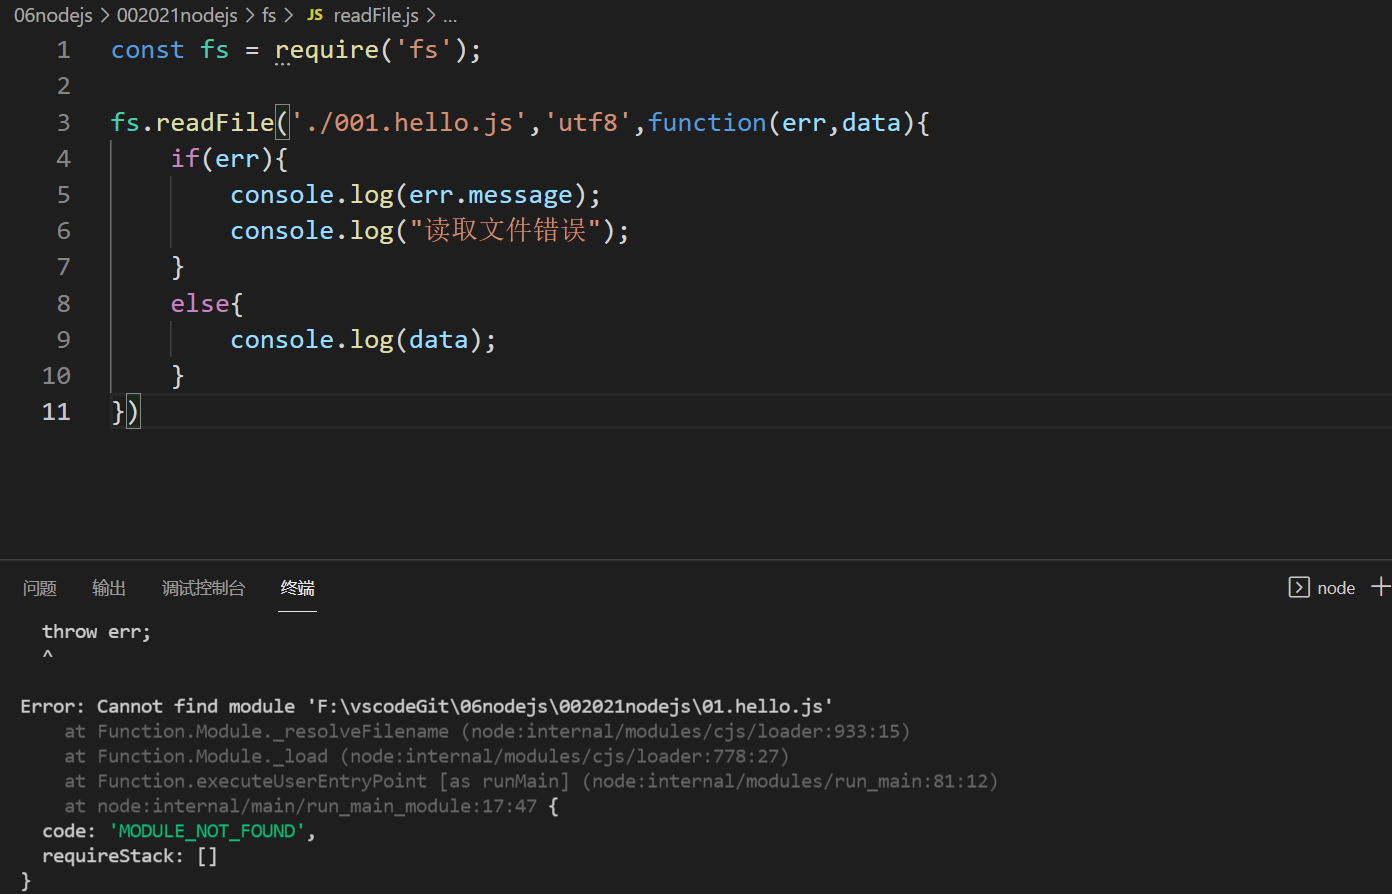 06nodejs > 002021nodejs > fs > JS readFile.js > ...
1 const fs = require('fs');
2
3 fs.readFile('./001.hello.js','utf8',function(err,data){
4 if(err){
5 console.log(err.message);
6 console.log("读取文件错误");
7 }
8 else{
9 console.log(data);
10 }
11 })
问题 输出 调试控制台 终端 node +
throw err;
^
Error: Cannot find module 'F:\vscodeGit\06nodejs\002021nodejs\01.hello.js'
at Function.Module._resolveFilename (node:internal/modules/cjs/loader:933:15)
at Function.Module._load (node:internal/modules/cjs/loader:778:27)
at Function.executeUserEntryPoint [as runMain] (node:internal/modules/run_main:81:12)
at node:internal/main/run_main_module:17:47 {
code: 'MODULE_NOT_FOUND',
requireStack: []
}